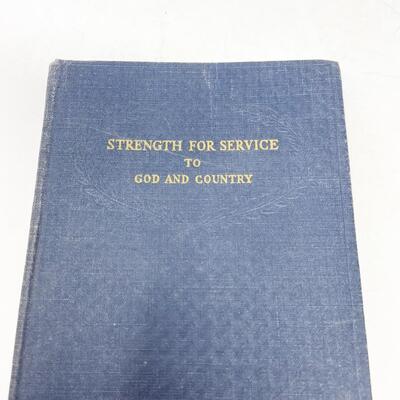 STRENGTH FOR SERVICE
TO
GOD AND COUNTRY